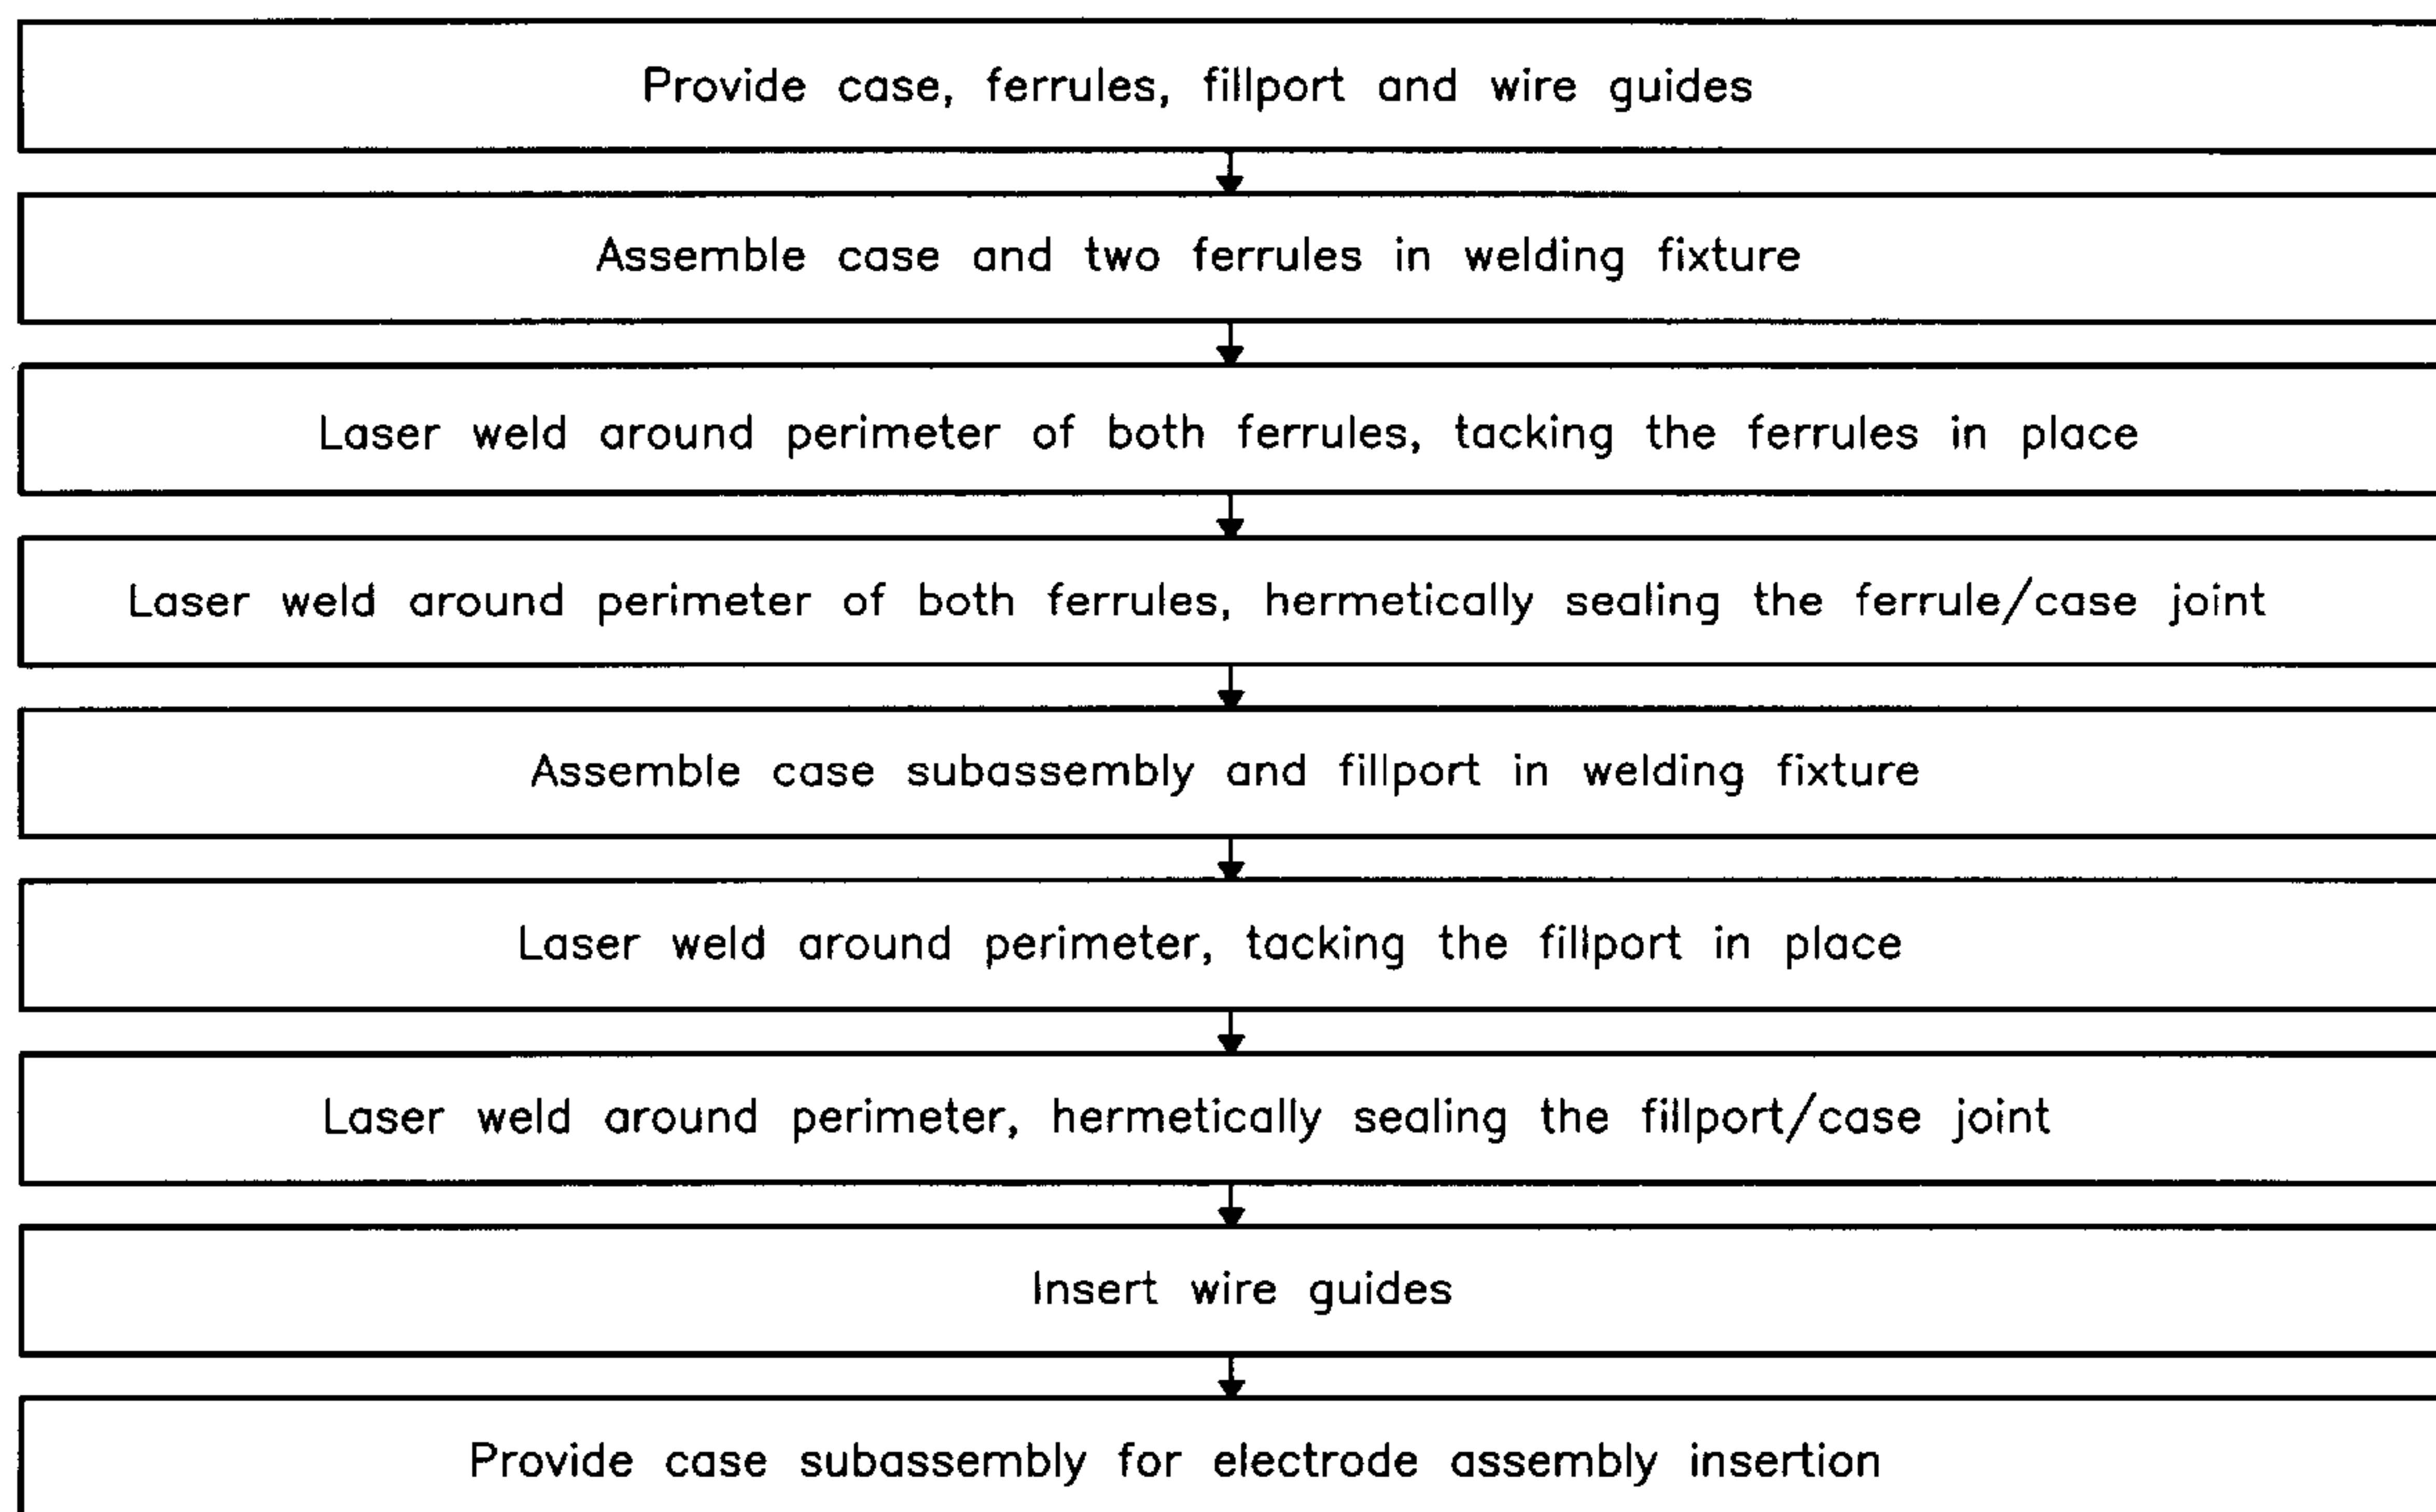 Provide case, ferrules, fillport and wire guides
Assemble case and two ferrules in welding fixture
Laser weld around perimeter of both ferrules, tacking the ferrules in place
Laser weld around perimeter of both ferrules, hermetically sealing the ferrule/case joint
Assemble case subassembly and fillport in welding fixture
Laser weld around perimeter, tacking the fillport in place
Laser weld around perimeter, hermetically sealing the fillport/case joint
Insert wire guides
Provide case subassembly for electrode assembly insertion